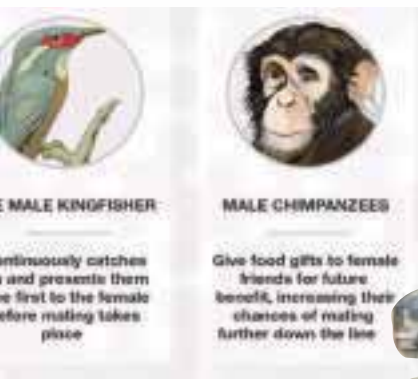 E MALE KINGFISHER
ntinuously catches
and presents them
e first to the female
efore mating takes
place
MALE CHIMPANZEES
Give food gifts to female
friends for future
benefit, increasing their
chances of mating
further down the line